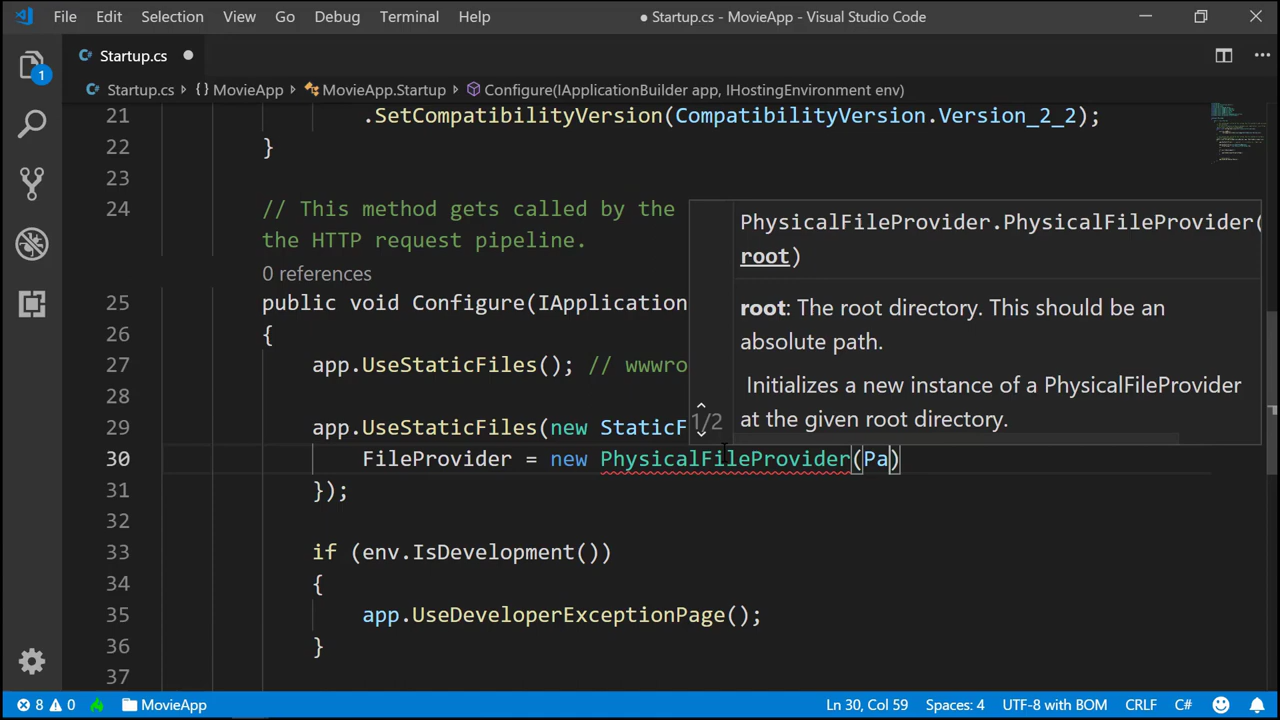 File Edit Selection View Go Debug Terminal Help ● Startup.cs - MovieApp - Visual Studio Code
C# Startup.cs ●
1
C# Startup.cs ▸ {} MovieApp ▸ MovieApp.Startup ▸ Configure(IApplicationBuilder app, IHostingEnvironment env)
21 .SetCompatibilityVersion(CompatibilityVersion.Version_2_2);
22 }
23
24 // This method gets called by the
the HTTP request pipeline.
0 references
25 public void Configure(IApplication
26 {
27 app.UseStaticFiles(); // wwwro
28
29 app.UseStaticFiles(new StaticF
30 FileProvider = new PhysicalFileProvider(Pa)
31 });
32
33 if (env.IsDevelopment())
34 {
35 app.UseDeveloperExceptionPage();
36 }
37
PhysicalFileProvider.PhysicalFileProvider(
root)
root: The root directory. This should be an
absolute path.
Initializes a new instance of a PhysicalFileProvider
1/2
at the given root directory.
8 0 MovieApp Ln 30, Col 59 Spaces: 4 UTF-8 with BOM CRLF C#